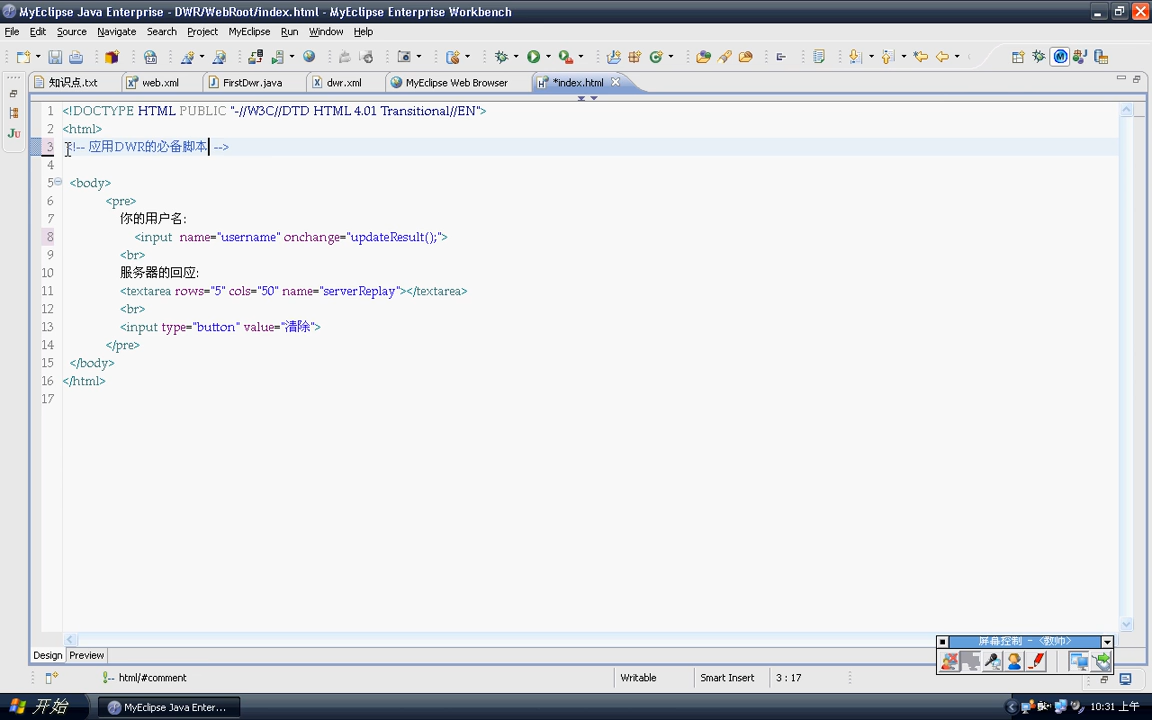 MyEclipse Java Enterprise - DWR/WebRoot/index.html - MyEclipse Enterprise Workbench
File Edit Source Navigate Search Project MyEclipse Run Window Help
知识点.txt web.xml FirstDwr.java dwr.xml MyEclipse Web Browser *index.html
1 <!DOCTYPE HTML PUBLIC "-//W3C//DTD HTML 4.01 Transitional//EN">
2 <html>
3 <!-- 应用DWR的必备脚本 -->
4
5 <body>
6 <pre>
7 你的用户名:
8 <input name="username" onchange="updateResult();">
9 <br>
10 服务器的回应:
11 <textarea rows="5" cols="50" name="serverReplay"></textarea>
12 <br>
13 <input type="button" value="清除">
14 </pre>
15 </body>
16 </html>
17
屏幕控制 - <教帅>
Design Preview
html/#comment Writable Smart Insert 3 : 17
开始 MyEclipse Java Enter... 10:31 上午